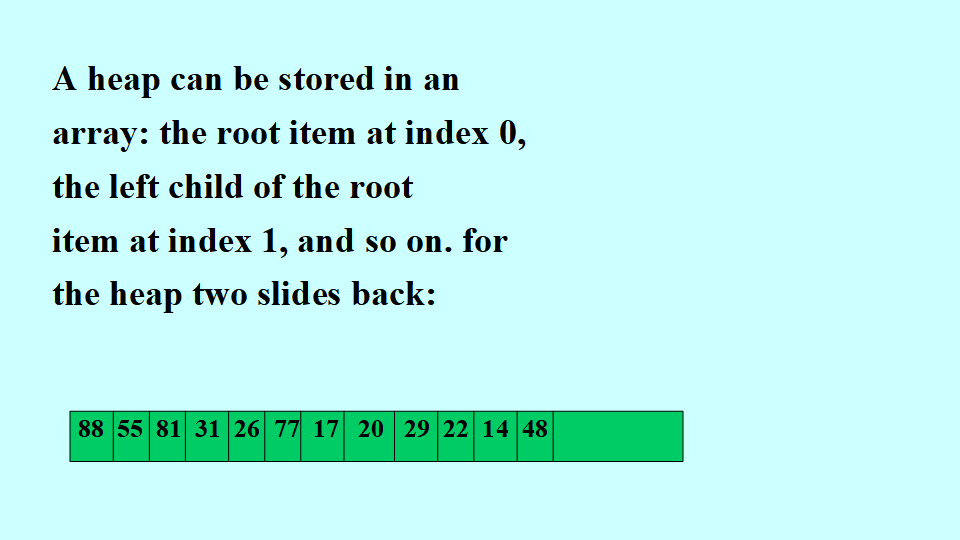 A heap can be stored in an
array: the root item at index 0,
the left child of the root
item at index 1, and so on. for
the heap two slides back:
88 55 81 31 26 77 17 20 29 22 14 48